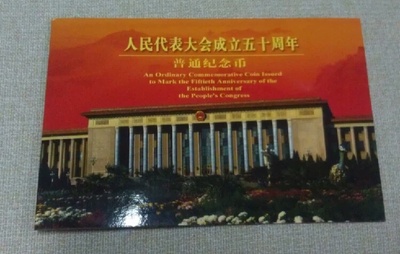 人民代表大会成立五十周年
普通纪念币
An Ordinary Commemorative Coin Issued
to Mark the Fiftieth Anniversary of the
Establishment of
the People's Congress